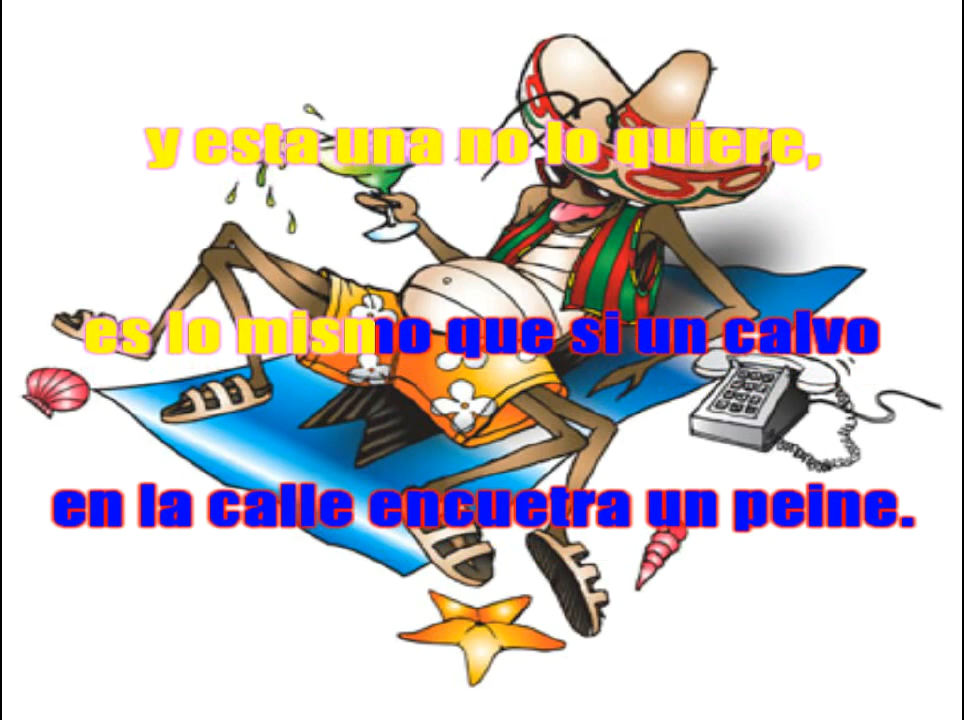 y esta una no lo quiere,
es lo mismo que si un calvo
en la calle encuetra un peine.